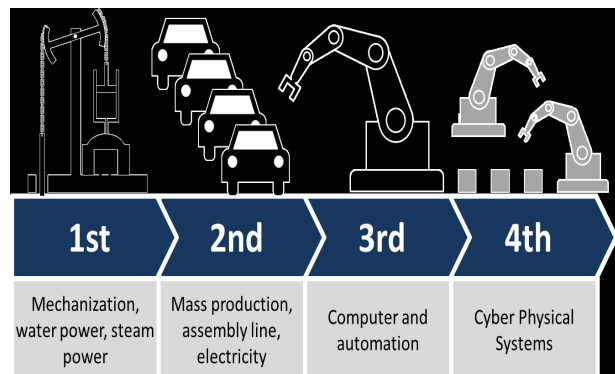 1st
2nd
3rd
4th
Mechanization,
water power, steam
power
Mass production,
assembly line,
electricity
Computer and
automation
Cyber Physical
Systems